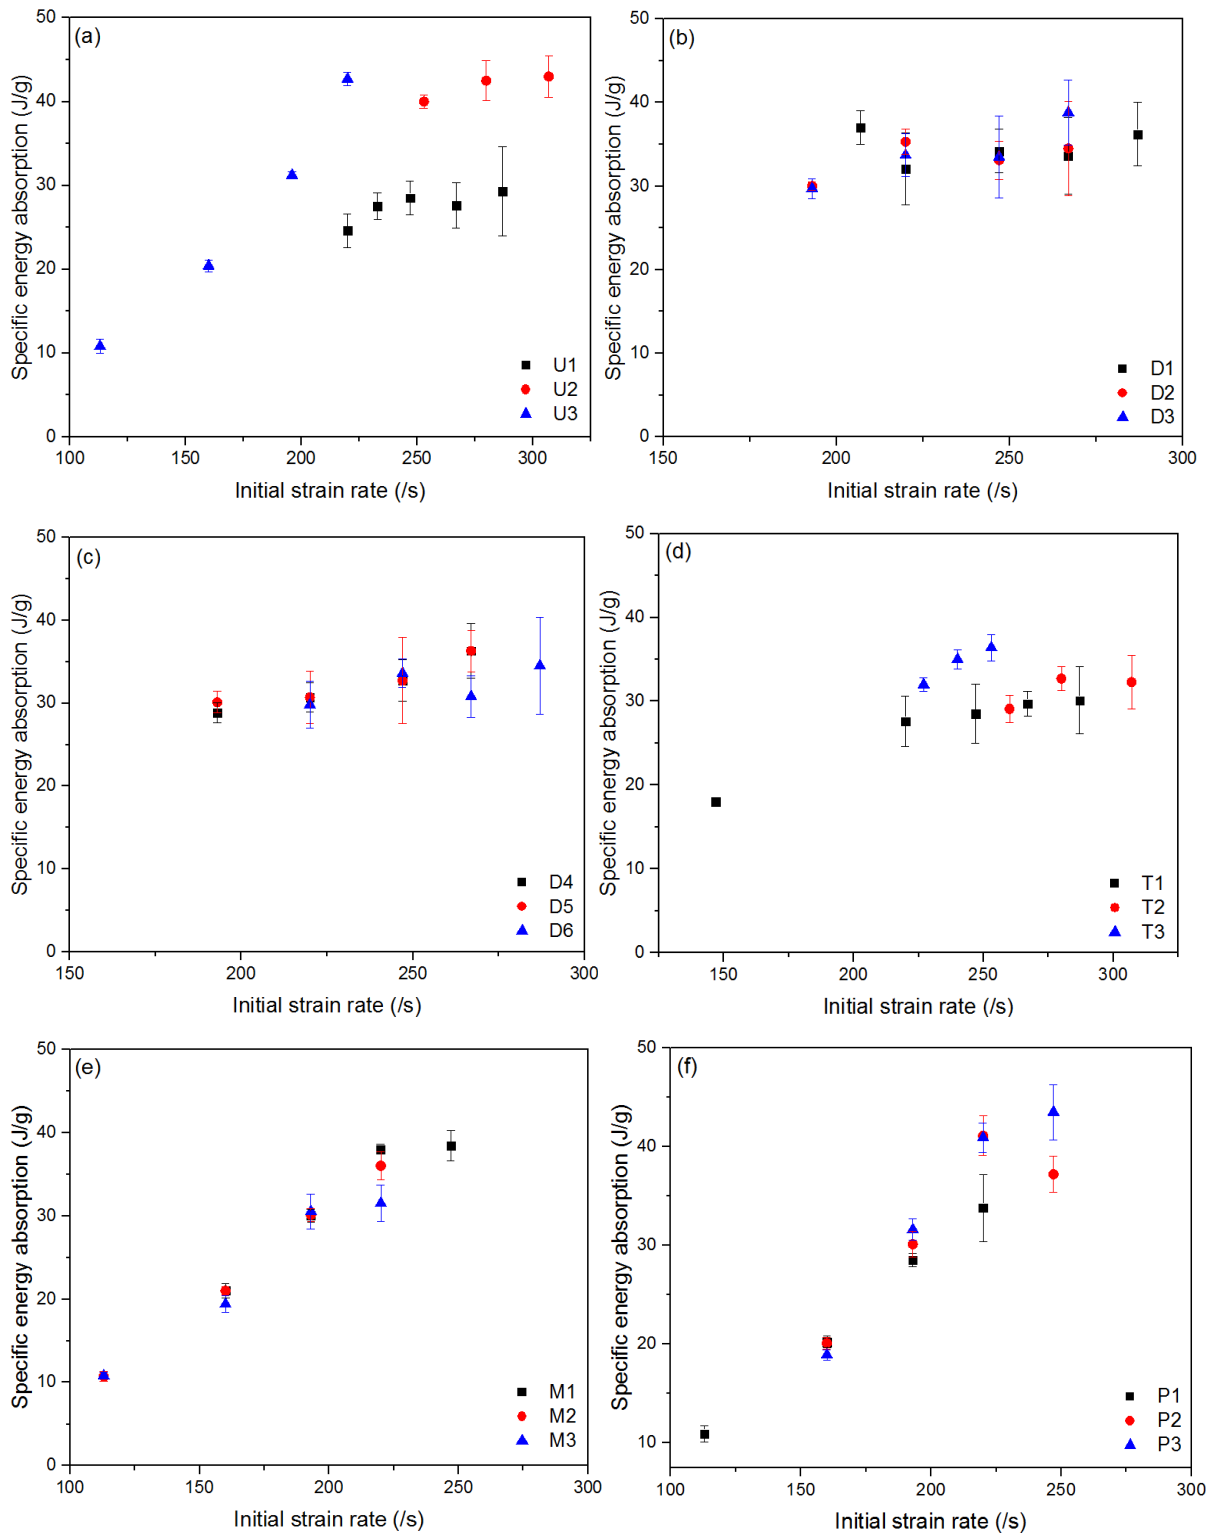 (a)
50
40
30
20
10
0
Specific energy absorption (J/g)
U1
U2
U3
100 150 200 250 300
Initial strain rate (/s)
(b)
50
40
30
20
10
0
Specific energy absorption (J/g)
D1
D2
D3
150 200 250 300
Initial strain rate (/s)
(c)
50
40
30
20
10
0
Specific energy absorption (J/g)
D4
D5
D6
150 200 250 300
Initial strain rate (/s)
(d)
50
40
30
20
10
0
Specific energy absorption (J/g)
T1
T2
T3
150 200 250 300
Initial strain rate (/s)
(e)
50
40
30
20
10
0
Specific energy absorption (J/g)
M1
M2
M3
100 150 200 250 300
Initial strain rate (/s)
(f)
50
40
30
20
10
Specific energy absorption (J/g)
P1
P2
P3
100 150 200 250 300
Initial strain rate (/s)